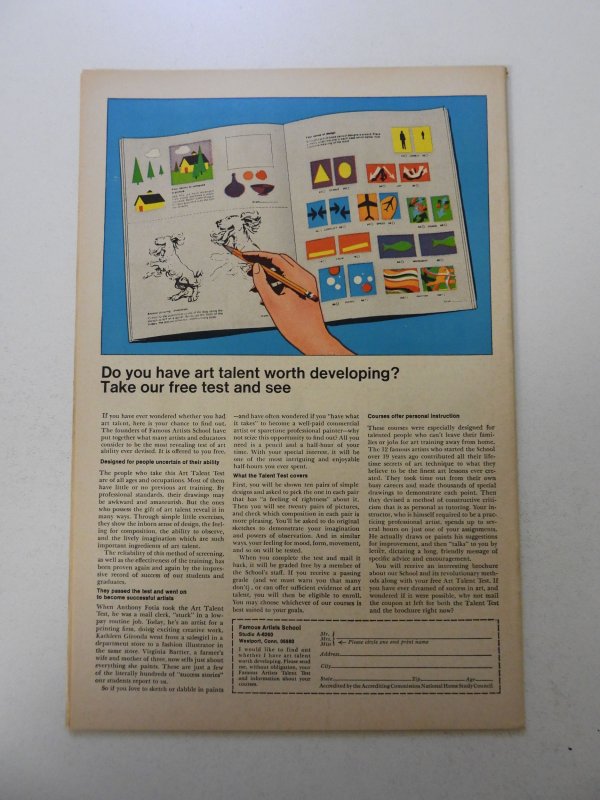 Do you have art talent worth developing?
Take our free test and see
If you have ever wondered whether you had
art talent, here is your chance to find out.
The founders of Famous Artists School have
put together what many artists and educators
consider to be the most revealing test of art
ability ever devised. It is offered to you free.
Designed for people uncertain of their ability
The people who take this Art Talent Test
are of all ages and occupations. Most of them
have little or no previous art training. By
professional standards, their drawings may
be awkward and amateurish. But the ones
who possess the gift of art talent reveal it in
many ways. Through simple little exercises,
they show the inborn sense of design, the feel-
ing for composition, the ability to observe,
and the lively imagination which are such
important ingredients of art talent.
The reliability of this method of screening,
as well as the effectiveness of the training, has
been proven again and again by the impres-
sive record of success of our students and
graduates.
They passed the test and went on
to become successful artists
When Anthony Fotia took the Art Talent
Test, he was a mail clerk, "stuck" in a low-
pay routine job. Today, he's an artist for a
printing firm, doing exciting creative work.
Kathleen Gironda went from a salesgirl in a
department store to a fashion illustrator in
the same store. Virginia Barrier, a farmer's
wife and mother of three, now sells just about
everything she paints. These are just a few
of the literally hundreds of "success stories"
our students report to us.
So if you love to sketch or dabble in paints
—and have often wondered if you "have what
it takes" to become a well-paid commercial
artist or sparetime professional painter—why
not seize this opportunity to find out? All you
need is a pencil and a half-hour of your
time. With your special interest, it will be
one of the most intriguing and enjoyable
half-hours you ever spent.
What the Talent Test covers
First, you will be shown ten pairs of simple
designs and asked to pick the one in each pair
that has "a feeling of rightness" about it.
Then you will see twenty pairs of pictures,
and check which composition in each pair is
more pleasing. You'll be asked to do original
sketches to demonstrate your imagination
and powers of observation. And in similar
ways, your feeling for mood, form, movement,
and so on will be tested.
When you complete the test and mail it
back, it will be graded free by a member of
the School's staff. If you receive a passing
grade (and we must warn you that many
don't), or can offer sufficient evidence of art
talent, you will then be eligible to enroll.
You may choose whichever of our courses is
best suited to your goals.
Courses offer personal instruction
These courses were especially designed for
talented people who can't leave their fami-
lies or jobs for art training away from home.
The 12 famous artists who started the School
over 19 years ago contributed all their life-
time secrets of art technique to what they
believe to be the finest art lessons ever cre-
ated. They took time out from their own
busy careers and made thousands of special
drawings to demonstrate each point. Then
they devised a method of constructive criti-
cism that is as personal as tutoring. Your in-
structor, who is himself required to be a prac-
ticing professional artist, spends up to sev-
eral hours on just one of your assignments.
He actually draws or paints his suggestions
for improvement, and then "talks" to you by
letter, dictating a long, friendly message of
specific advice and encouragement.
You will receive an interesting brochure
about our School and its revolutionary meth-
ods along with your free Art Talent Test. If
you have ever dreamed of success in art, and
wondered if it were possible, why not mail
the coupon at left for both the Talent Test
and the brochure right now?
Famous Artists School
Westport, Conn. 06880
I would like to find out
whether I have art talent
worth developing. Please send
me, without obligation, your
Famous Artists Talent Test
and information about your
courses.
Mr.
Mrs.
Miss
Please circle one and print name
Address
City
State Zip Age
Accredited by the Accrediting Commission National Home Study Council